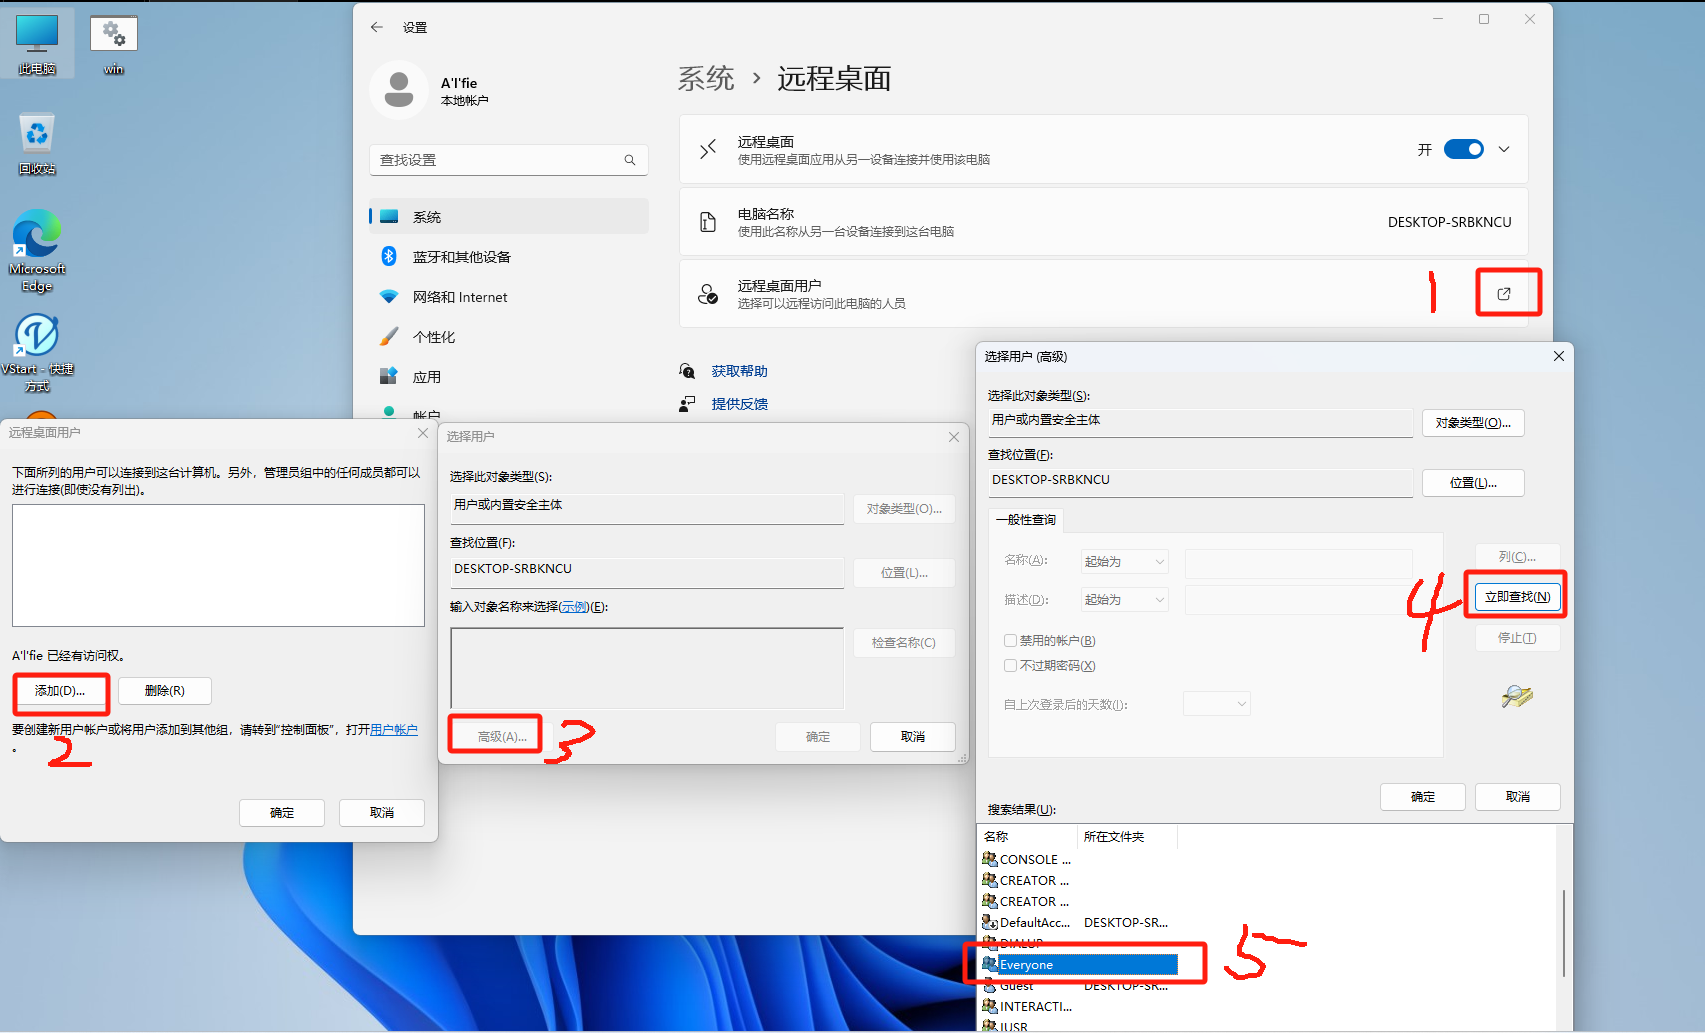 此电脑
win
回收站
Microsoft
Edge
VStart - 快捷
方式
设置
A'l'fie
本地帐户
查找设置
系统
蓝牙和其他设备
网络和 Internet
个性化
应用
帐户
系统 › 远程桌面
远程桌面
使用远程桌面应用从另一设备连接并使用该电脑
开
电脑名称
使用此名称从另一台设备连接到这台电脑
DESKTOP-SRBKNCU
远程桌面用户
选择可以远程访问此电脑的人员
1
获取帮助
提供反馈
远程桌面用户
下面所列的用户可以连接到这台计算机。另外，管理员组中的任何成员都可以
进行连接(即使没有列出)。
A'l'fie 已经有访问权。
添加(D)...
删除(R)
要创建新用户帐户或将用户添加到其他组，请转到"控制面板"，打开用户帐户
。
2
确定
取消
选择用户
选择此对象类型(S):
用户或内置安全主体
对象类型(O)...
查找位置(F):
DESKTOP-SRBKNCU
位置(L)...
输入对象名称来选择(示例)(E):
检查名称(C)
高级(A)...
3
确定
取消
选择用户 (高级)
选择此对象类型(S):
用户或内置安全主体
对象类型(O)...
查找位置(F):
DESKTOP-SRBKNCU
位置(L)...
一般性查询
名称(A):
起始为
描述(D):
起始为
禁用的帐户(B)
不过期密码(X)
自上次登录后的天数(I):
列(C)...
4
立即查找(N)
停止(T)
确定
取消
搜索结果(U):
名称
所在文件夹
CONSOLE ...
CREATOR ...
CREATOR ...
DefaultAcc...
DESKTOP-SR...
DIALUP
Everyone
5
Guest
DESKTOP-SR...
INTERACTI...
IUSR